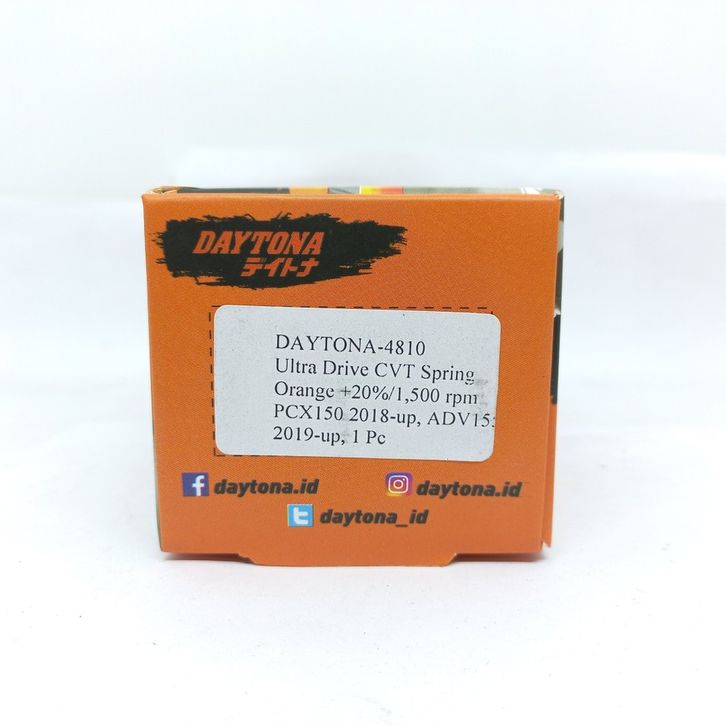 DAYTONA
デイトナ
DAYTONA-4810
Ultra Drive CVT Spring
Orange +20%/1,500 rpm
PCX150 2018-up, ADV15
2019-up, 1 Pc
f daytona.id
daytona.id
t daytona_id